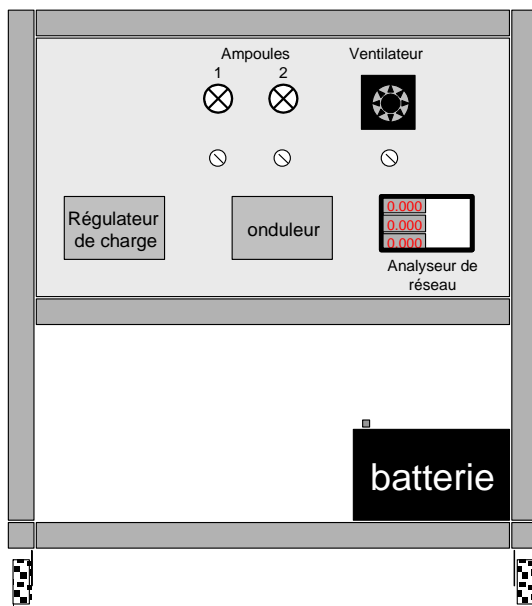 Ampoules
Ventilateur
1
2
Régulateur
de charge
onduleur
0.000
0.000
0.000
Analyseur de
réseau
batterie